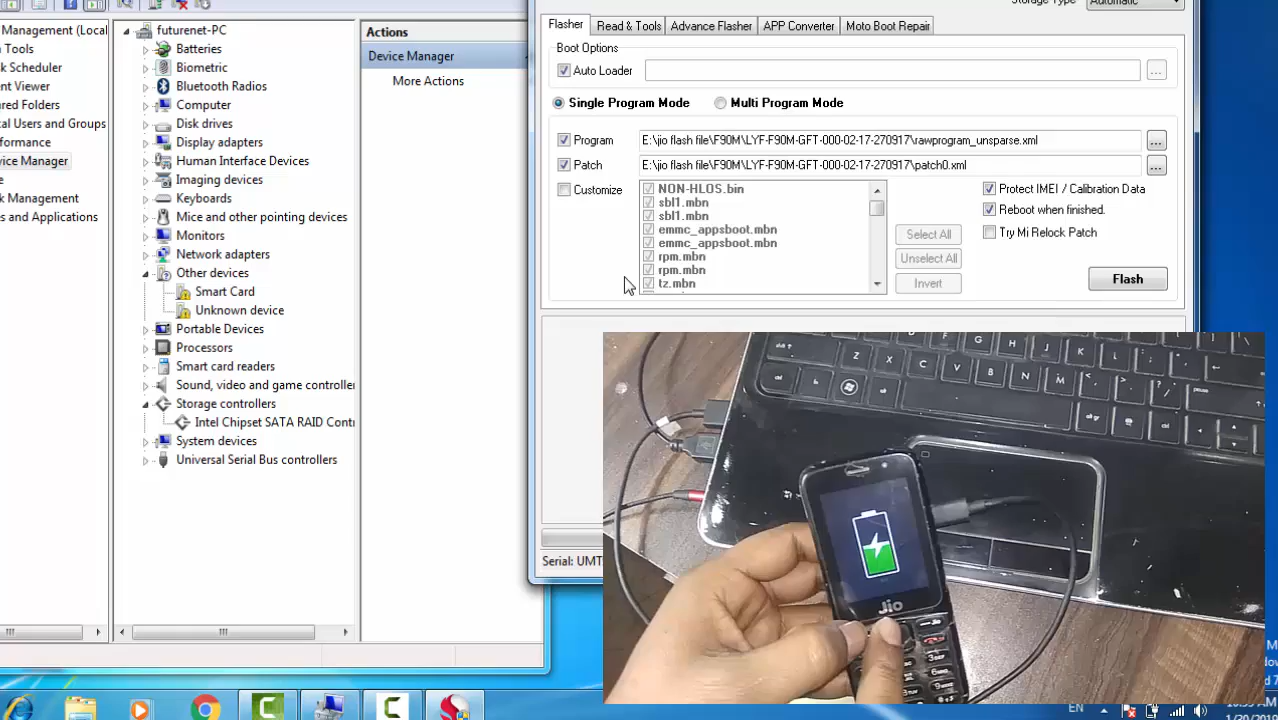 Storage Type
Automatic
futurenet-PC
Batteries
Biometric
Bluetooth Radios
Computer
Disk drives
Display adapters
Human Interface Devices
Imaging devices
Keyboards
Mice and other pointing devices
Monitors
Network adapters
Other devices
Smart Card
Unknown device
Portable Devices
Processors
Smart card readers
Sound, video and game controlle
Storage controllers
Intel Chipset SATA RAID Contr
System devices
Universal Serial Bus controllers
Management (Local
Tools
k Scheduler
ent Viewer
ared Folders
cal Users and Groups
formance
vice Manager
e
k Management
ces and Applications
Actions
Device Manager
More Actions
Flasher
Read & Tools
Advance Flasher
APP Converter
Moto Boot Repair
Boot Options
Auto Loader
...
Single Program Mode
Multi Program Mode
Program
E:\jio flash file\F90M\LYF-F90M-GFT-000-02-17-270917\rawprogram_unsparse.xml
...
Patch
E:\jio flash file\F90M\LYF-F90M-GFT-000-02-17-270917\patch0.xml
...
Customize
NON-HLOS.bin
sbl1.mbn
sbl1.mbn
emmc_appsboot.mbn
emmc_appsboot.mbn
rpm.mbn
rpm.mbn
tz.mbn
Select All
Unselect All
Invert
Protect IMEI / Calibration Data
Reboot when finished.
Try Mi Relock Patch
Flash
Serial: UMT
Jio
EN